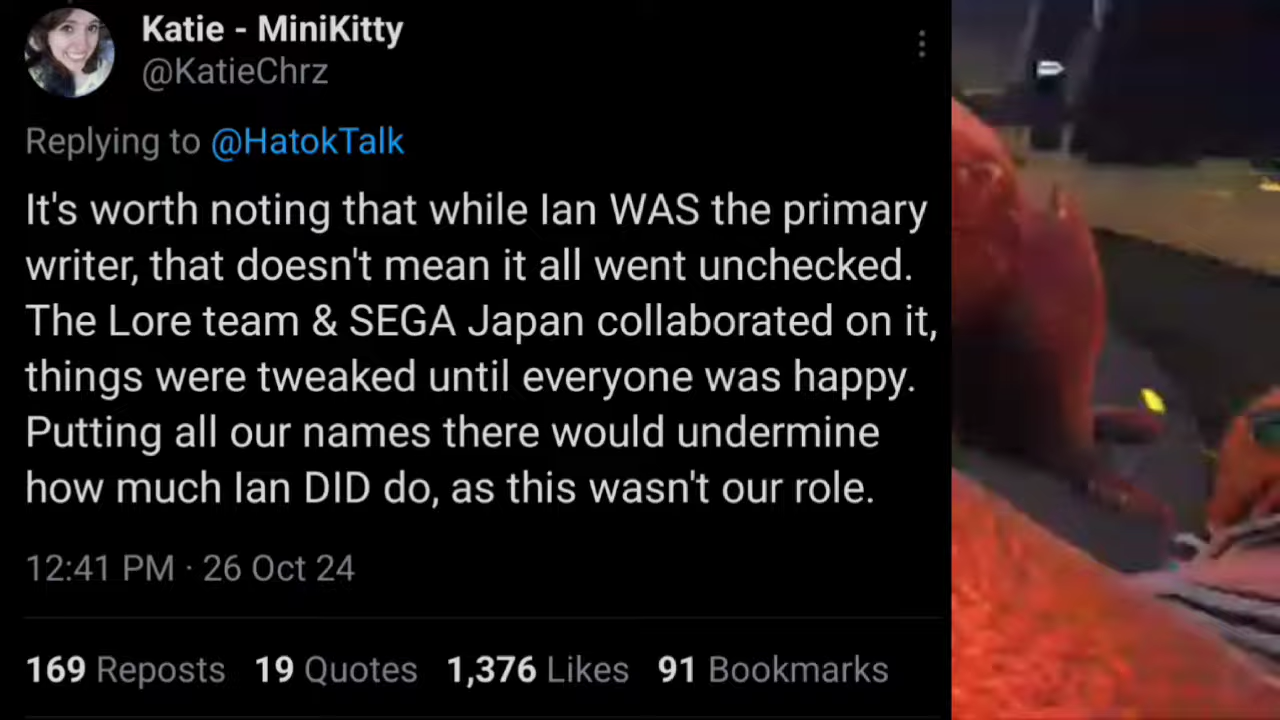 Katie - MiniKitty
@KatieChrz
Replying to @HatokTalk
It's worth noting that while Ian WAS the primary
writer, that doesn't mean it all went unchecked.
The Lore team & SEGA Japan collaborated on it,
things were tweaked until everyone was happy.
Putting all our names there would undermine
how much Ian DID do, as this wasn't our role.
12:41 PM · 26 Oct 24
169 Reposts 19 Quotes 1,376 Likes 91 Bookmarks